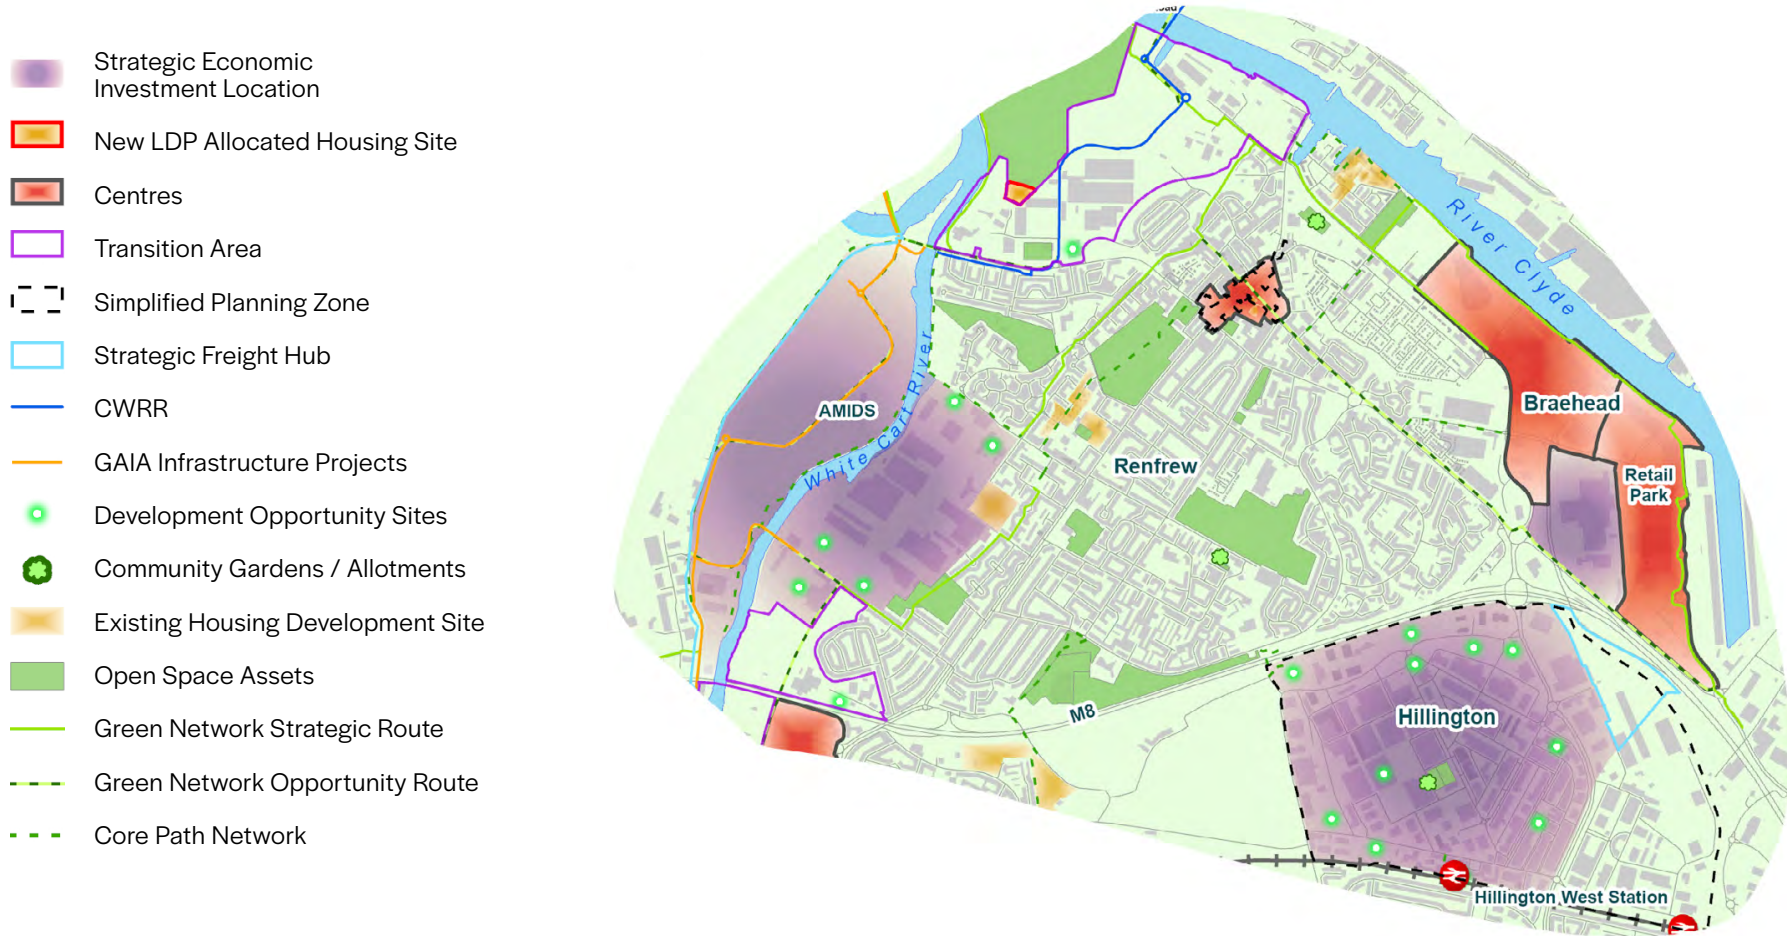 Strategic Economic
Investment Location
New LDP Allocated Housing Site
Centres
Transition Area
Simplified Planning Zone
Strategic Freight Hub
CWRR
GAIA Infrastructure Projects
Development Opportunity Sites
Community Gardens / Allotments
Existing Housing Development Site
Open Space Assets
Green Network Strategic Route
Green Network Opportunity Route
Core Path Network
River Clyde
AMIDS
White Cart River
Braehead
Renfrew
Retail
Park
M8
Hillington
Hillington West Station